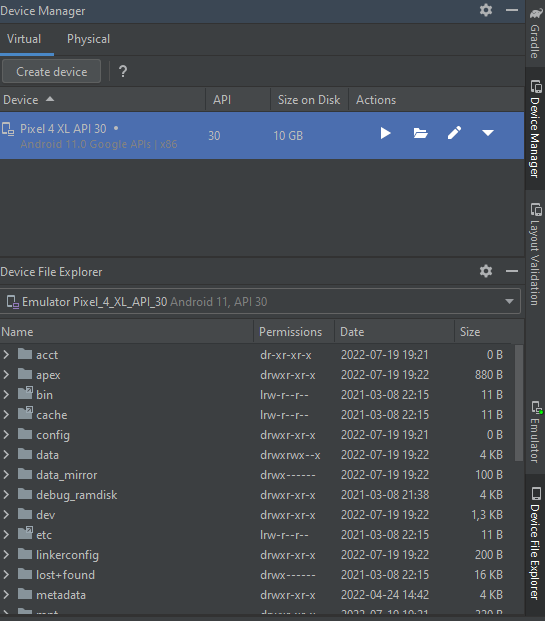 Device Manager
Virtual Physical
Create device ?
Device API Size on Disk Actions
Pixel 4 XL API 30
Android 11.0 Google APIs | x86
30 10 GB
Device File Explorer
Emulator Pixel_4_XL_API_30 Android 11, API 30
Name Permissions Date Size
acct dr-xr-xr-x 2022-07-19 19:21 0 B
apex drwxr-xr-x 2022-07-19 19:22 880 B
bin lrw-r--r-- 2021-03-08 22:15 11 B
cache lrw-r--r-- 2021-03-08 22:15 11 B
config drwxr-xr-x 2022-07-19 19:21 0 B
data drwxrwx--x 2022-07-19 19:22 4 KB
data_mirror drwx------ 2022-07-19 19:22 100 B
debug_ramdisk drwxr-xr-x 2021-03-08 21:38 4 KB
dev drwxr-xr-x 2022-07-19 19:22 1,3 KB
etc lrw-r--r-- 2021-03-08 22:15 11 B
linkerconfig drwxr-xr-x 2022-07-19 19:22 200 B
lost+found drwx------ 2021-03-08 22:15 16 KB
metadata drwxr-xr-x 2022-04-24 14:42 4 KB
Gradle
Device Manager
Layout Validation
Emulator
Device File Explorer